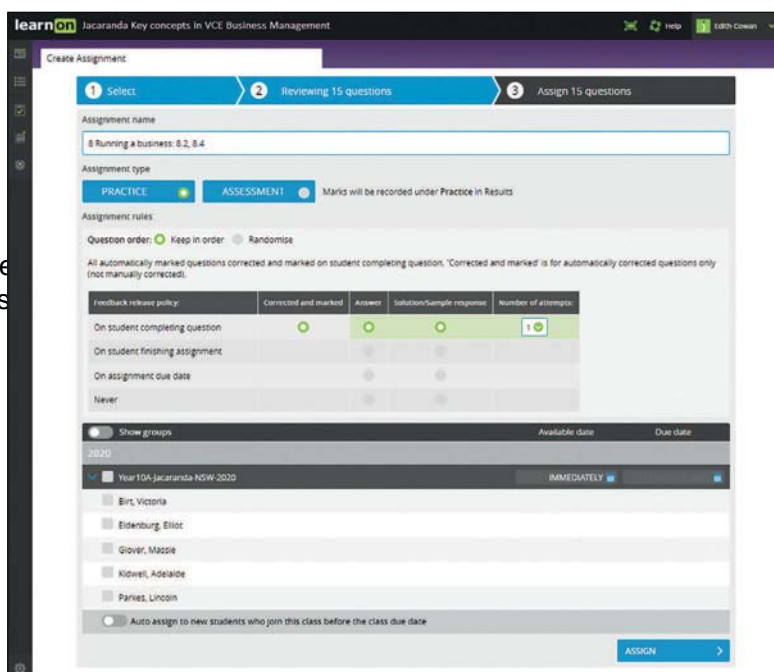 learnon Jacaranda Key concepts in VCE Business Management Help Edith Cowan
Create Assignment
1 Select 2 Reviewing 15 questions 3 Assign 15 questions
Assignment name
8 Running a business: 8.2, 8.4
Assignment type
PRACTICE ASSESSMENT Marks will be recorded under Practice in Results
Assignment rules
Question order: Keep in order Randomise
All automatically marked questions corrected and marked on student completing question. 'Corrected and marked' is for automatically corrected questions only
(not manually corrected).
Feedback release policy: Corrected and marked Answer Solution/Sample response Number of attempts:
On student completing question 1
On student finishing assignment
On assignment due date
Never
Show groups Available date Due date
2020
Year10A-Jacaranda-NSW-2020 IMMEDIATELY
Birt, Victoria
Eldenburg, Elliot
Glover, Massie
Kidwell, Adelaide
Parkes, Lincoln
Auto assign to new students who join this class before the class due date
ASSIGN